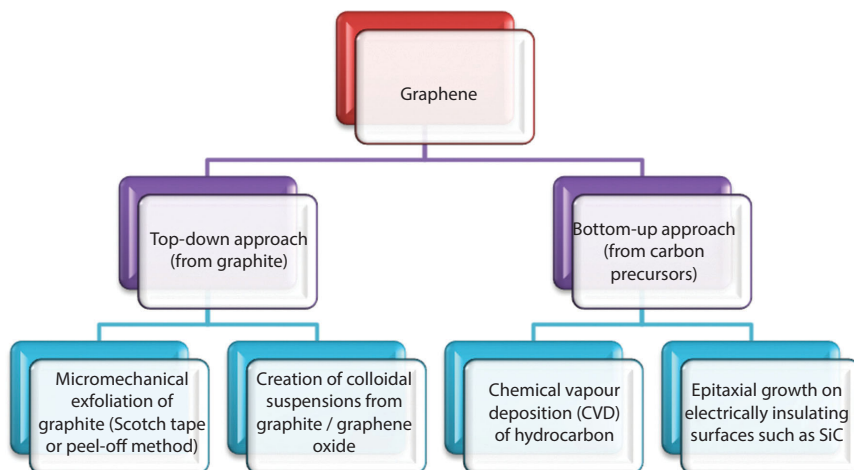 Graphene
Top-down approach
(from graphite)
Bottom-up approach
(from carbon
precursors)
Micromechanical
exfoliation of
graphite (Scotch tape
or peel-off method)
Creation of colloidal
suspensions from
graphite / graphene
oxide
Chemical vapour
deposition (CVD)
of hydrocarbon
Epitaxial growth on
electrically insulating
surfaces such as SiC